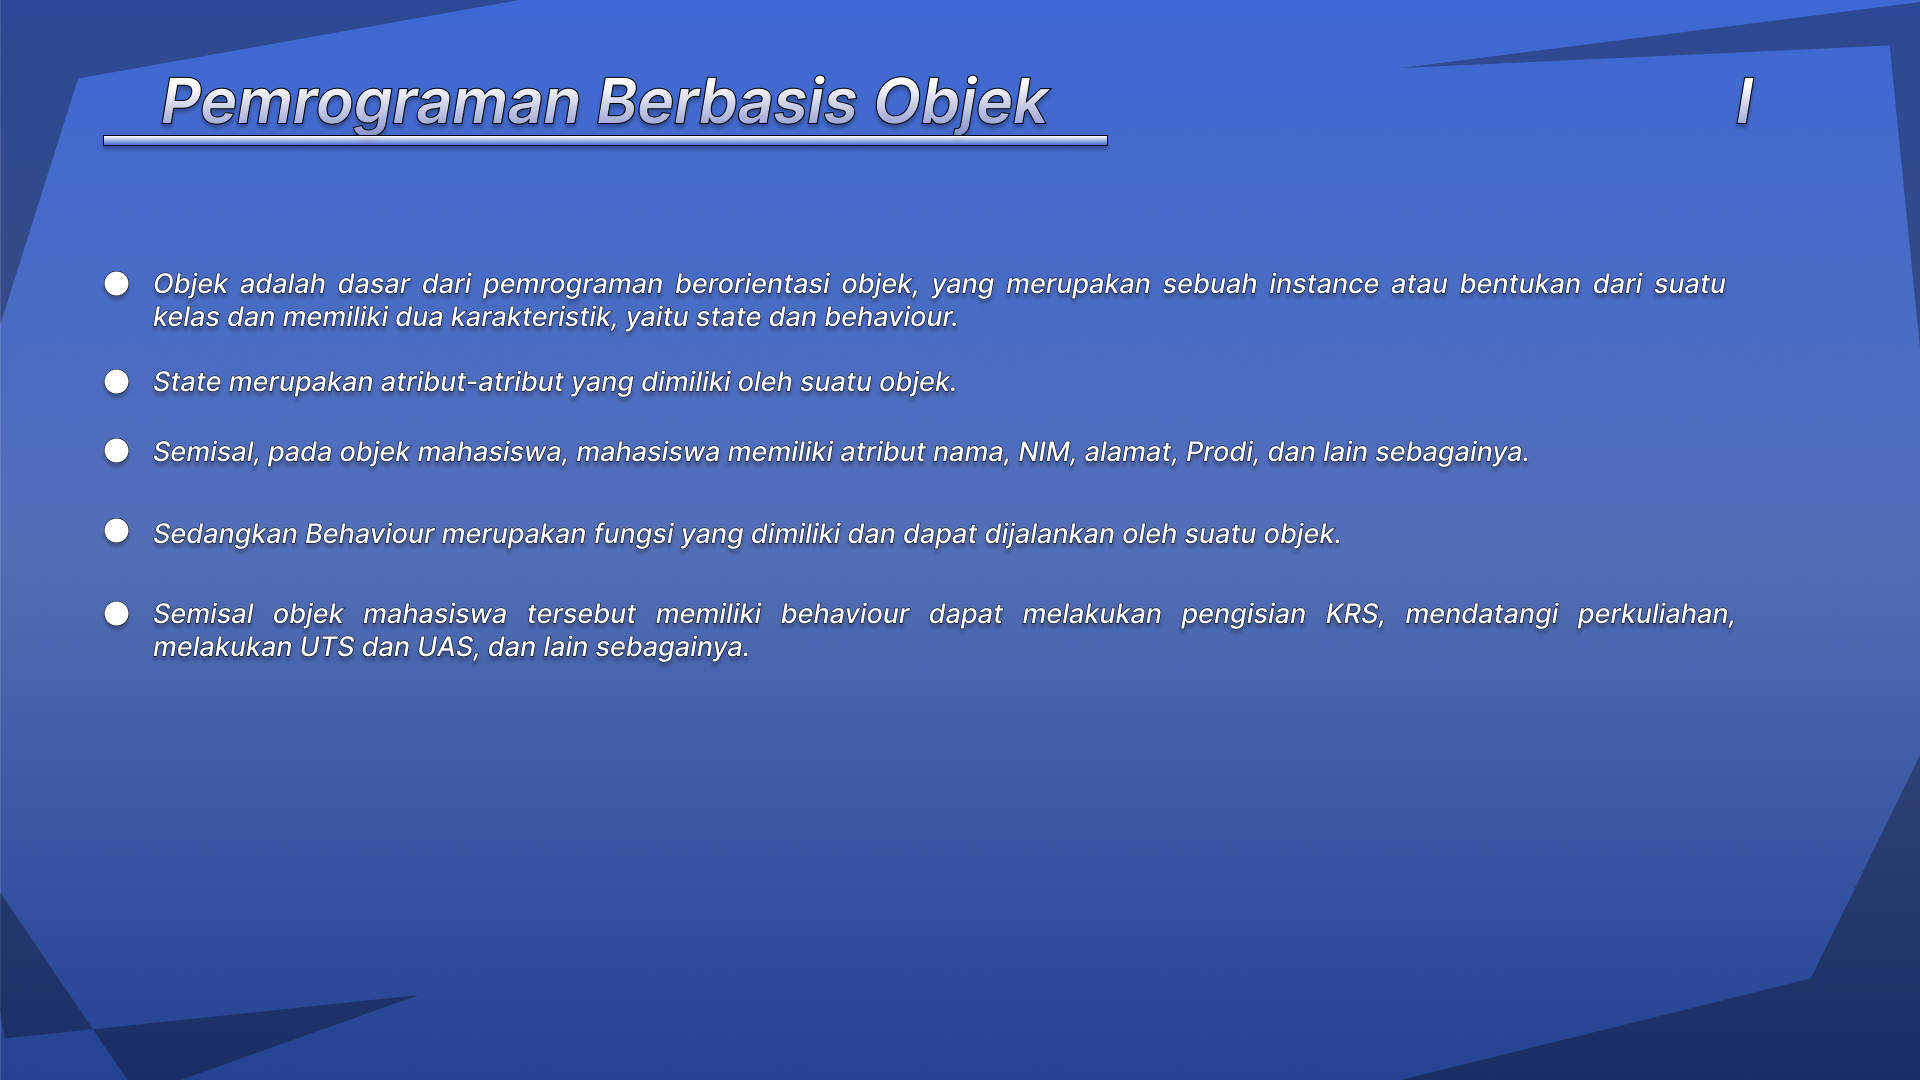 Pemrograman Berbasis Objek
I
Objek adalah dasar dari pemrograman berorientasi objek, yang merupakan sebuah instance atau bentukan dari suatu
kelas dan memiliki dua karakteristik, yaitu state dan behaviour.
State merupakan atribut-atribut yang dimiliki oleh suatu objek.
Semisal, pada objek mahasiswa, mahasiswa memiliki atribut nama, NIM, alamat, Prodi, dan lain sebagainya.
Sedangkan Behaviour merupakan fungsi yang dimiliki dan dapat dijalankan oleh suatu objek.
Semisal objek mahasiswa tersebut memiliki behaviour dapat melakukan pengisian KRS, mendatangi perkuliahan,
melakukan UTS dan UAS, dan lain sebagainya.